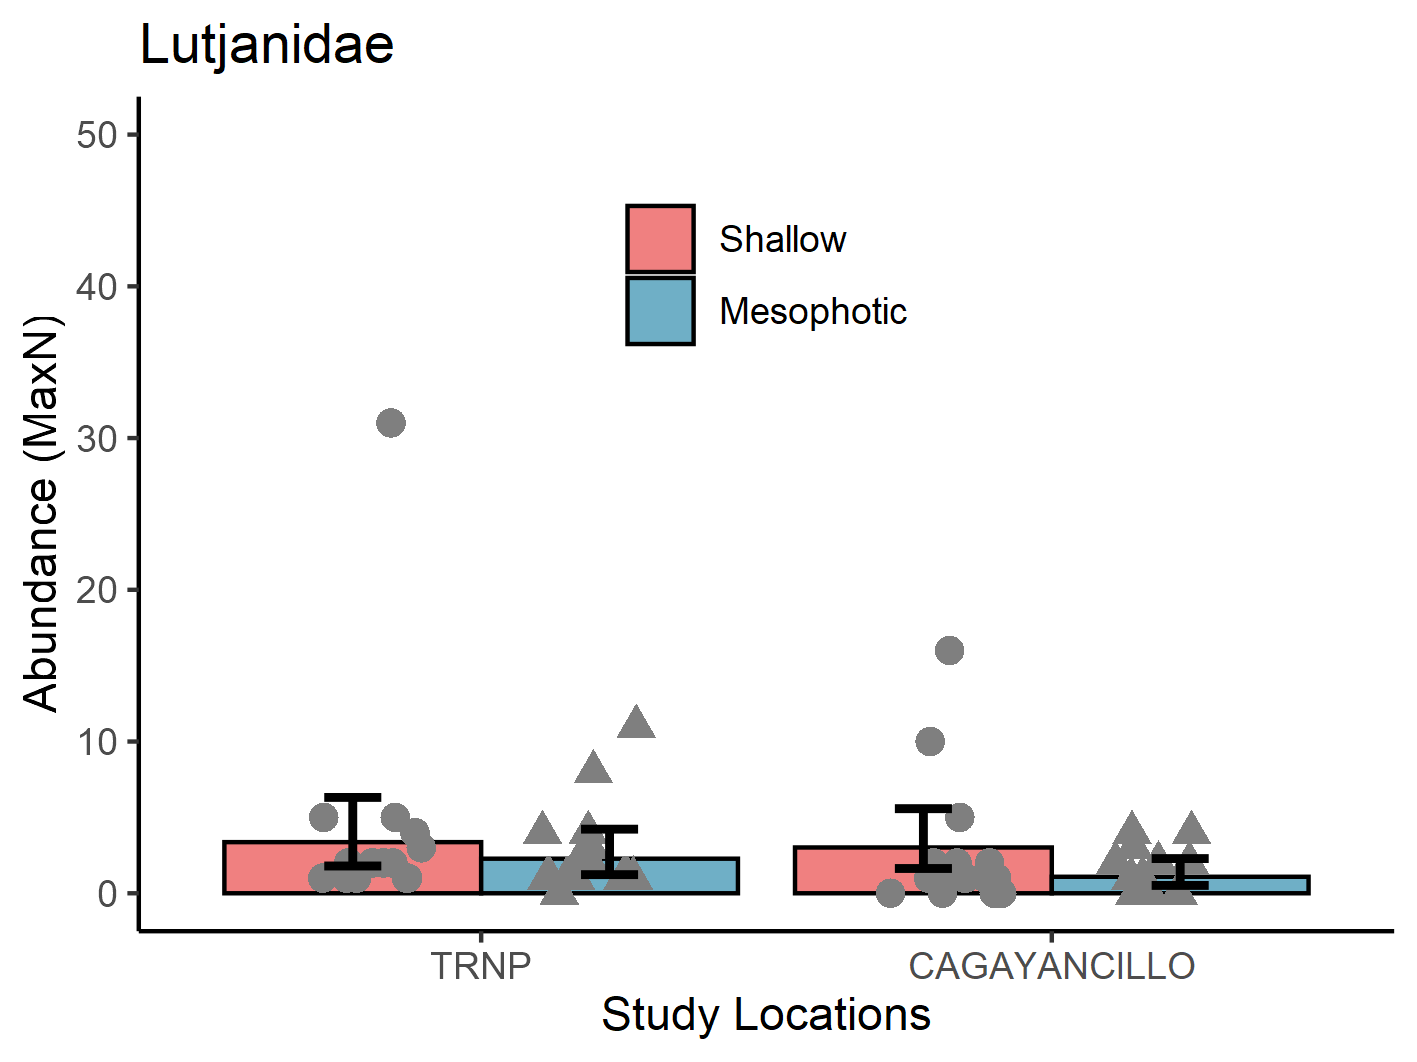 Lutjanidae
50
40
30
20
10
0
Abundance (MaxN)
Shallow
Mesophotic
TRNP
CAGAYANCILLO
Study Locations